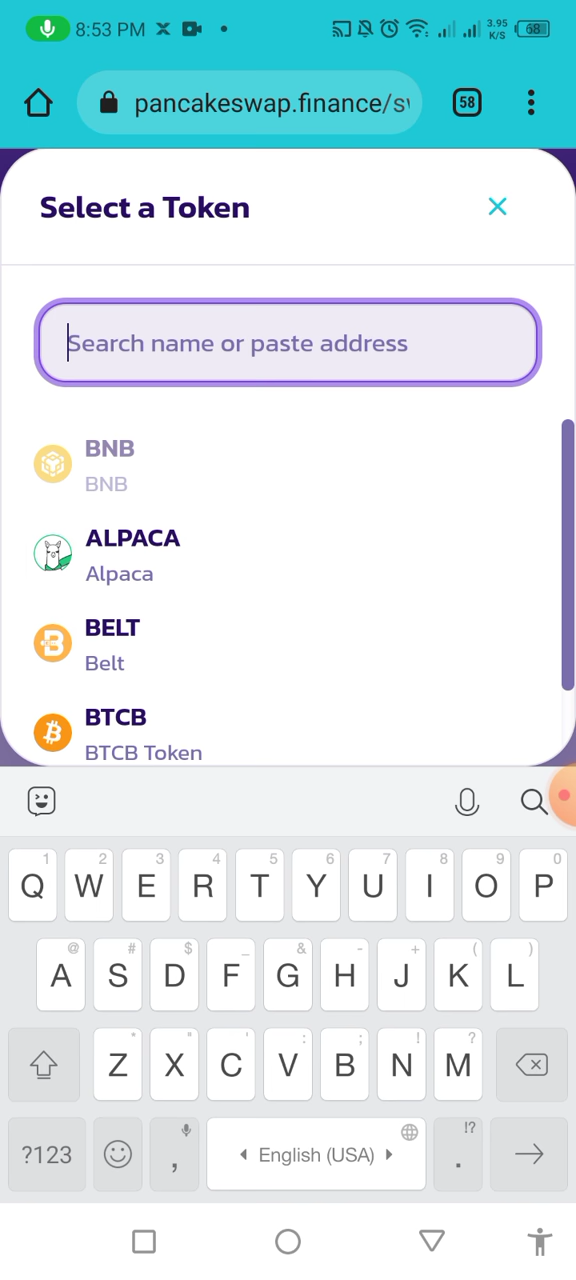 8:53 PM
3.95
K/S
68
pancakeswap.finance/s
58
Select a Token
Search name or paste address
BNB
BNB
ALPACA
Alpaca
BELT
Belt
BTCB
BTCB Token
1 2 3 4 5 6 7 8 9 0
Q W E R T Y U I O P
@ # $ _ & - + ( )
A S D F G H J K L
* " ' : ; ! ?
Z X C V B N M
?123 , English (USA) !? .